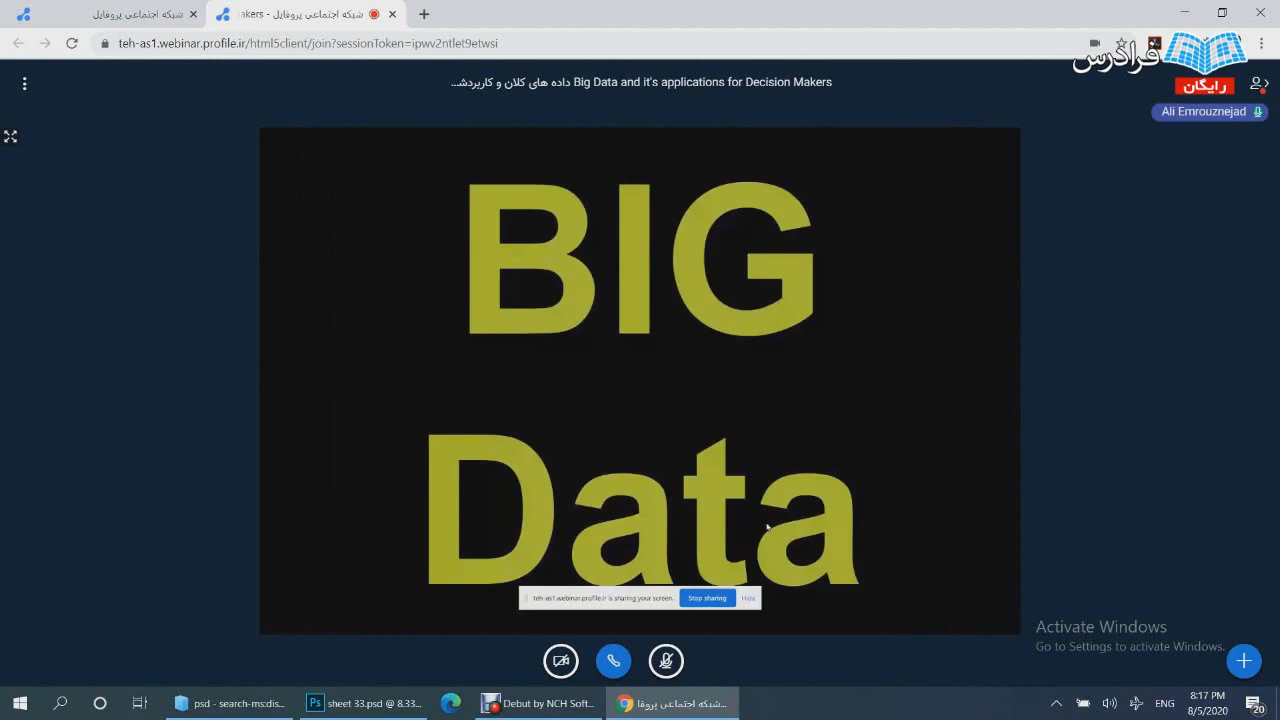 شبکه اجتماعی پروفایل
akers - شبکه اجتماعی پروفایل
teh-as1.webinar.profile.ir/html5client/join?sessionToken=ipwv2ntlet9etwsi
فرادرس
رایگان
داده های کلان و کاربردشد... Big Data and it's applications for Decision Makers
Ali Emrouznejad
BIG
Data
teh-as1.webinar.profile.ir is sharing your screen.
Stop sharing
Hide
Activate Windows
Go to Settings to activate Windows.
psd - search-ms:dis...
Ps
sheet 33.psd @ 8.33...
Debut by NCH Soft...
شبکه اجتماعی پروفا...
ENG
8:17 PM
8/5/2020
20